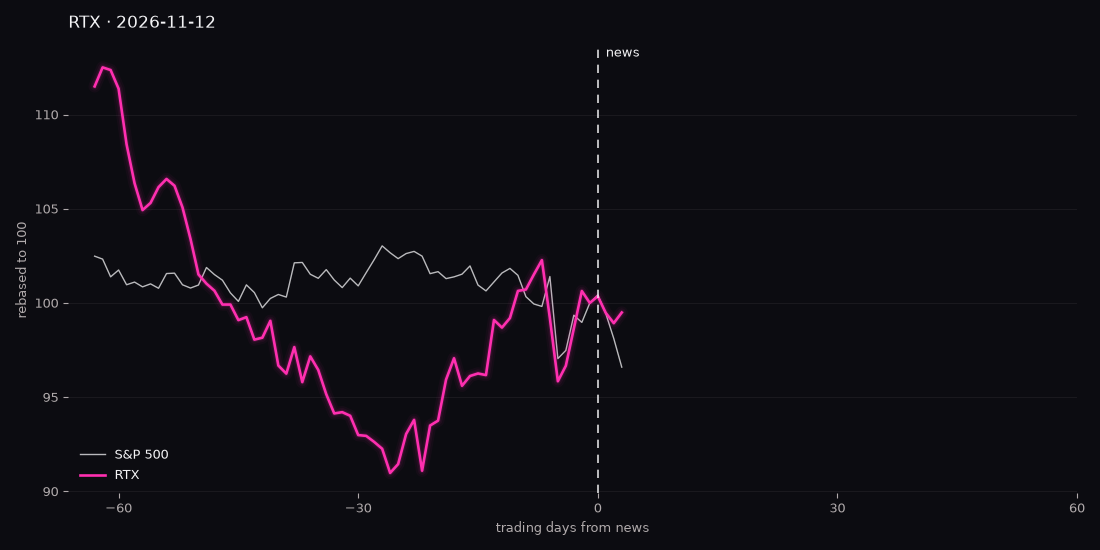 RTX · 2026-11-12
news
110
105
100
95
90
rebased to 100
S&P 500
RTX
−60
−30
0
30
60
trading days from news